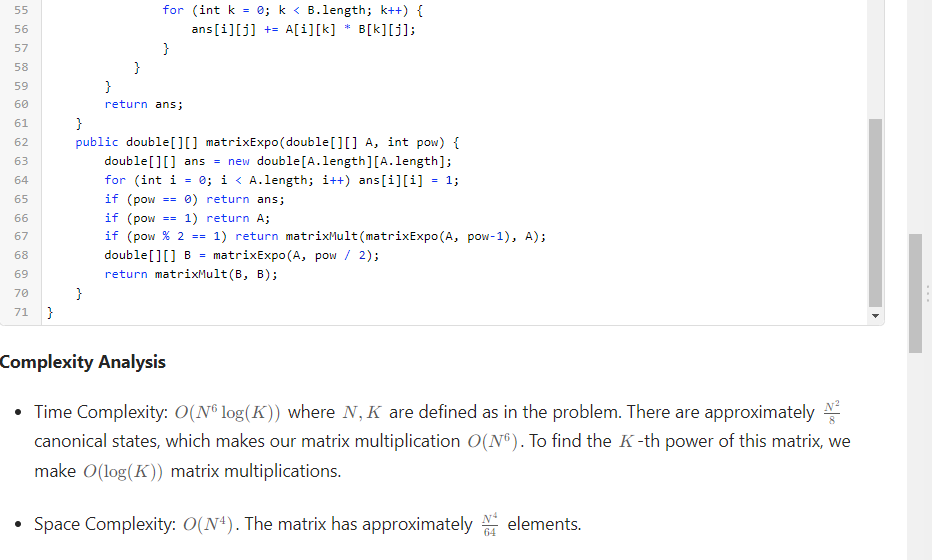 55 for (int k = 0; k < B.length; k++) {
56 ans[i][j] += A[i][k] * B[k][j];
57 }
58 }
59 }
60 return ans;
61 }
62 public double[][] matrixExpo(double[][] A, int pow) {
63 double[][] ans = new double[A.length][A.length];
64 for (int i = 0; i < A.length; i++) ans[i][i] = 1;
65 if (pow == 0) return ans;
66 if (pow == 1) return A;
67 if (pow % 2 == 1) return matrixMult(matrixExpo(A, pow-1), A);
68 double[][] B = matrixExpo(A, pow / 2);
69 return matrixMult(B, B);
70 }
71 }
Complexity Analysis
• Time Complexity: O(N⁶ log(K)) where N, K are defined as in the problem. There are approximately N²/8
canonical states, which makes our matrix multiplication O(N⁶). To find the K-th power of this matrix, we
make O(log(K)) matrix multiplications.
• Space Complexity: O(N⁴). The matrix has approximately N⁴/64 elements.